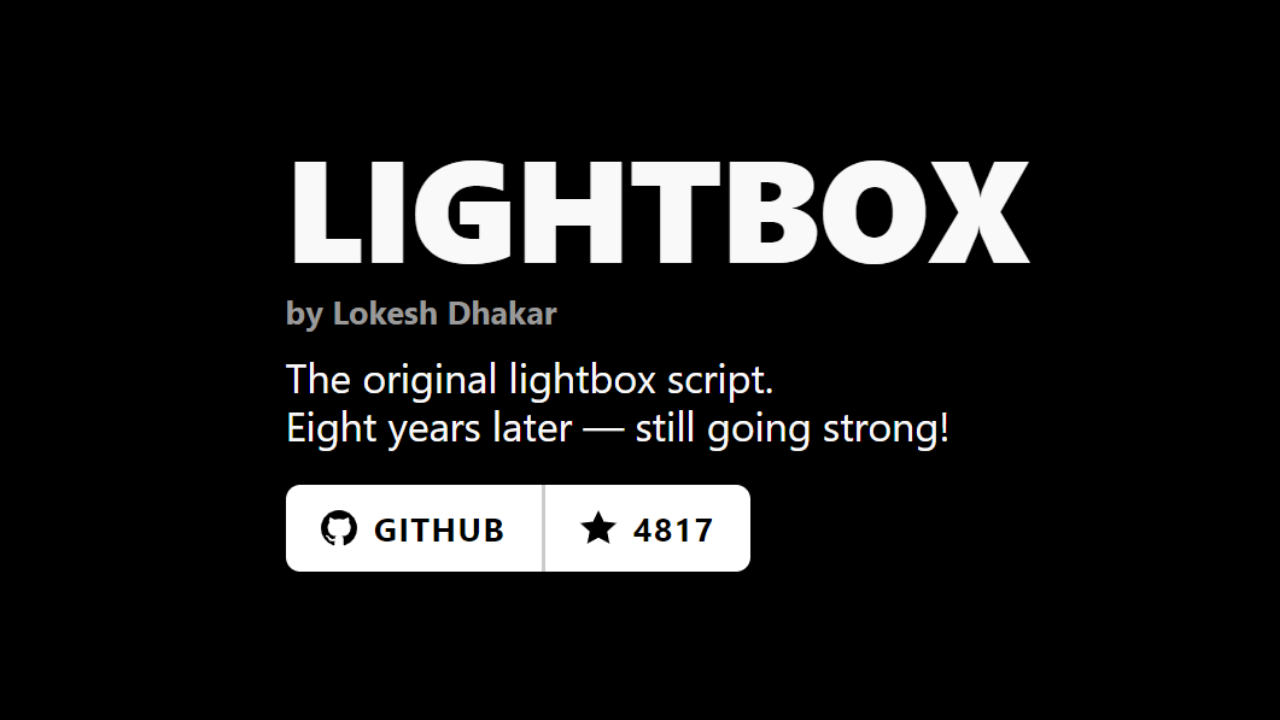 LIGHTBOX
by Lokesh Dhakar
The original lightbox script.
Eight years later — still going strong!
GITHUB 4817